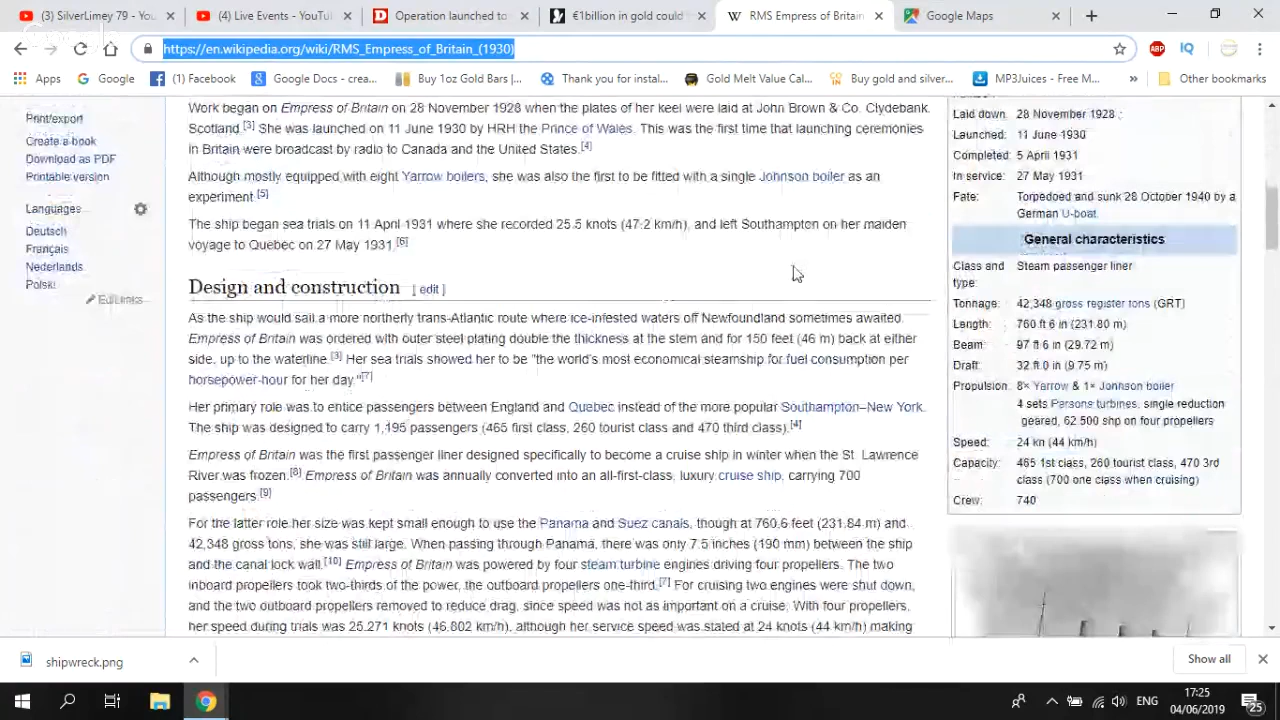 (3) SilverLimey 79 - You
(4) Live Events - YouTu
Operation launched to
€1billion in gold could
RMS Empress of Britain
Google Maps
https://en.wikipedia.org/wiki/RMS_Empress_of_Britain_(1930)
ABP
IQ
Apps
Google
(1) Facebook
Google Docs - crea...
Buy 1oz Gold Bars |...
Thank you for instal...
Gold Melt Value Cal...
Buy gold and silver...
MP3Juices - Free M...
»
Other bookmarks
Print/export
Create a book
Download as PDF
Printable version
Languages
Deutsch
Français
Nederlands
Polski
Edit links
Work began on Empress of Britain on 28 November 1928 when the plates of her keel were laid at John Brown & Co. Clydebank,
Scotland.[3] She was launched on 11 June 1930 by HRH the Prince of Wales. This was the first time that launching ceremonies
in Britain were broadcast by radio to Canada and the United States.[4]
Although mostly equipped with eight Yarrow boilers, she was also the first to be fitted with a single Johnson boiler as an
experiment.[5]
The ship began sea trials on 11 April 1931 where she recorded 25.5 knots (47.2 km/h), and left Southampton on her maiden
voyage to Quebec on 27 May 1931.[6]
Design and construction [ edit ]
As the ship would sail a more northerly trans-Atlantic route where ice-infested waters off Newfoundland sometimes awaited,
Empress of Britain was ordered with outer steel plating double the thickness at the stem and for 150 feet (46 m) back at either
side, up to the waterline.[3] Her sea trials showed her to be "the world's most economical steamship for fuel consumption per
horsepower-hour for her day."[7]
Her primary role was to entice passengers between England and Quebec instead of the more popular Southampton–New York.
The ship was designed to carry 1,195 passengers (465 first class, 260 tourist class and 470 third class).[4]
Empress of Britain was the first passenger liner designed specifically to become a cruise ship in winter when the St. Lawrence
River was frozen.[8] Empress of Britain was annually converted into an all-first-class, luxury cruise ship, carrying 700
passengers.[9]
For the latter role her size was kept small enough to use the Panama and Suez canals, though at 760.6 feet (231.84 m) and
42,348 gross tons, she was still large. When passing through Panama, there was only 7.5 inches (190 mm) between the ship
and the canal lock wall.[10] Empress of Britain was powered by four steam turbine engines driving four propellers. The two
inboard propellers took two-thirds of the power, the outboard propellers one-third.[7] For cruising two engines were shut down,
and the two outboard propellers removed to reduce drag, since speed was not as important on a cruise. With four propellers,
her speed during trials was 25.271 knots (46.802 km/h), although her service speed was stated at 24 knots (44 km/h) making
Laid down: 28 November 1928
Launched: 11 June 1930
Completed: 5 April 1931
In service: 27 May 1931
Fate: Torpedoed and sunk 28 October 1940 by a
German U-boat.
General characteristics
Class and Steam passenger liner
type:
Tonnage: 42,348 gross register tons (GRT)
Length: 760 ft 6 in (231.80 m)
Beam: 97 ft 6 in (29.72 m)
Draft: 32 ft 0 in (9.75 m)
Propulsion: 8× Yarrow & 1× Johnson boiler
4 sets Parsons turbines, single reduction
geared, 62,500 shp on four propellers
Speed: 24 kn (44 km/h)
Capacity: 465 1st class, 260 tourist class, 470 3rd
class (700 one class when cruising)
Crew: 740
shipwreck.png
Show all
ENG
17:25
04/06/2019
25